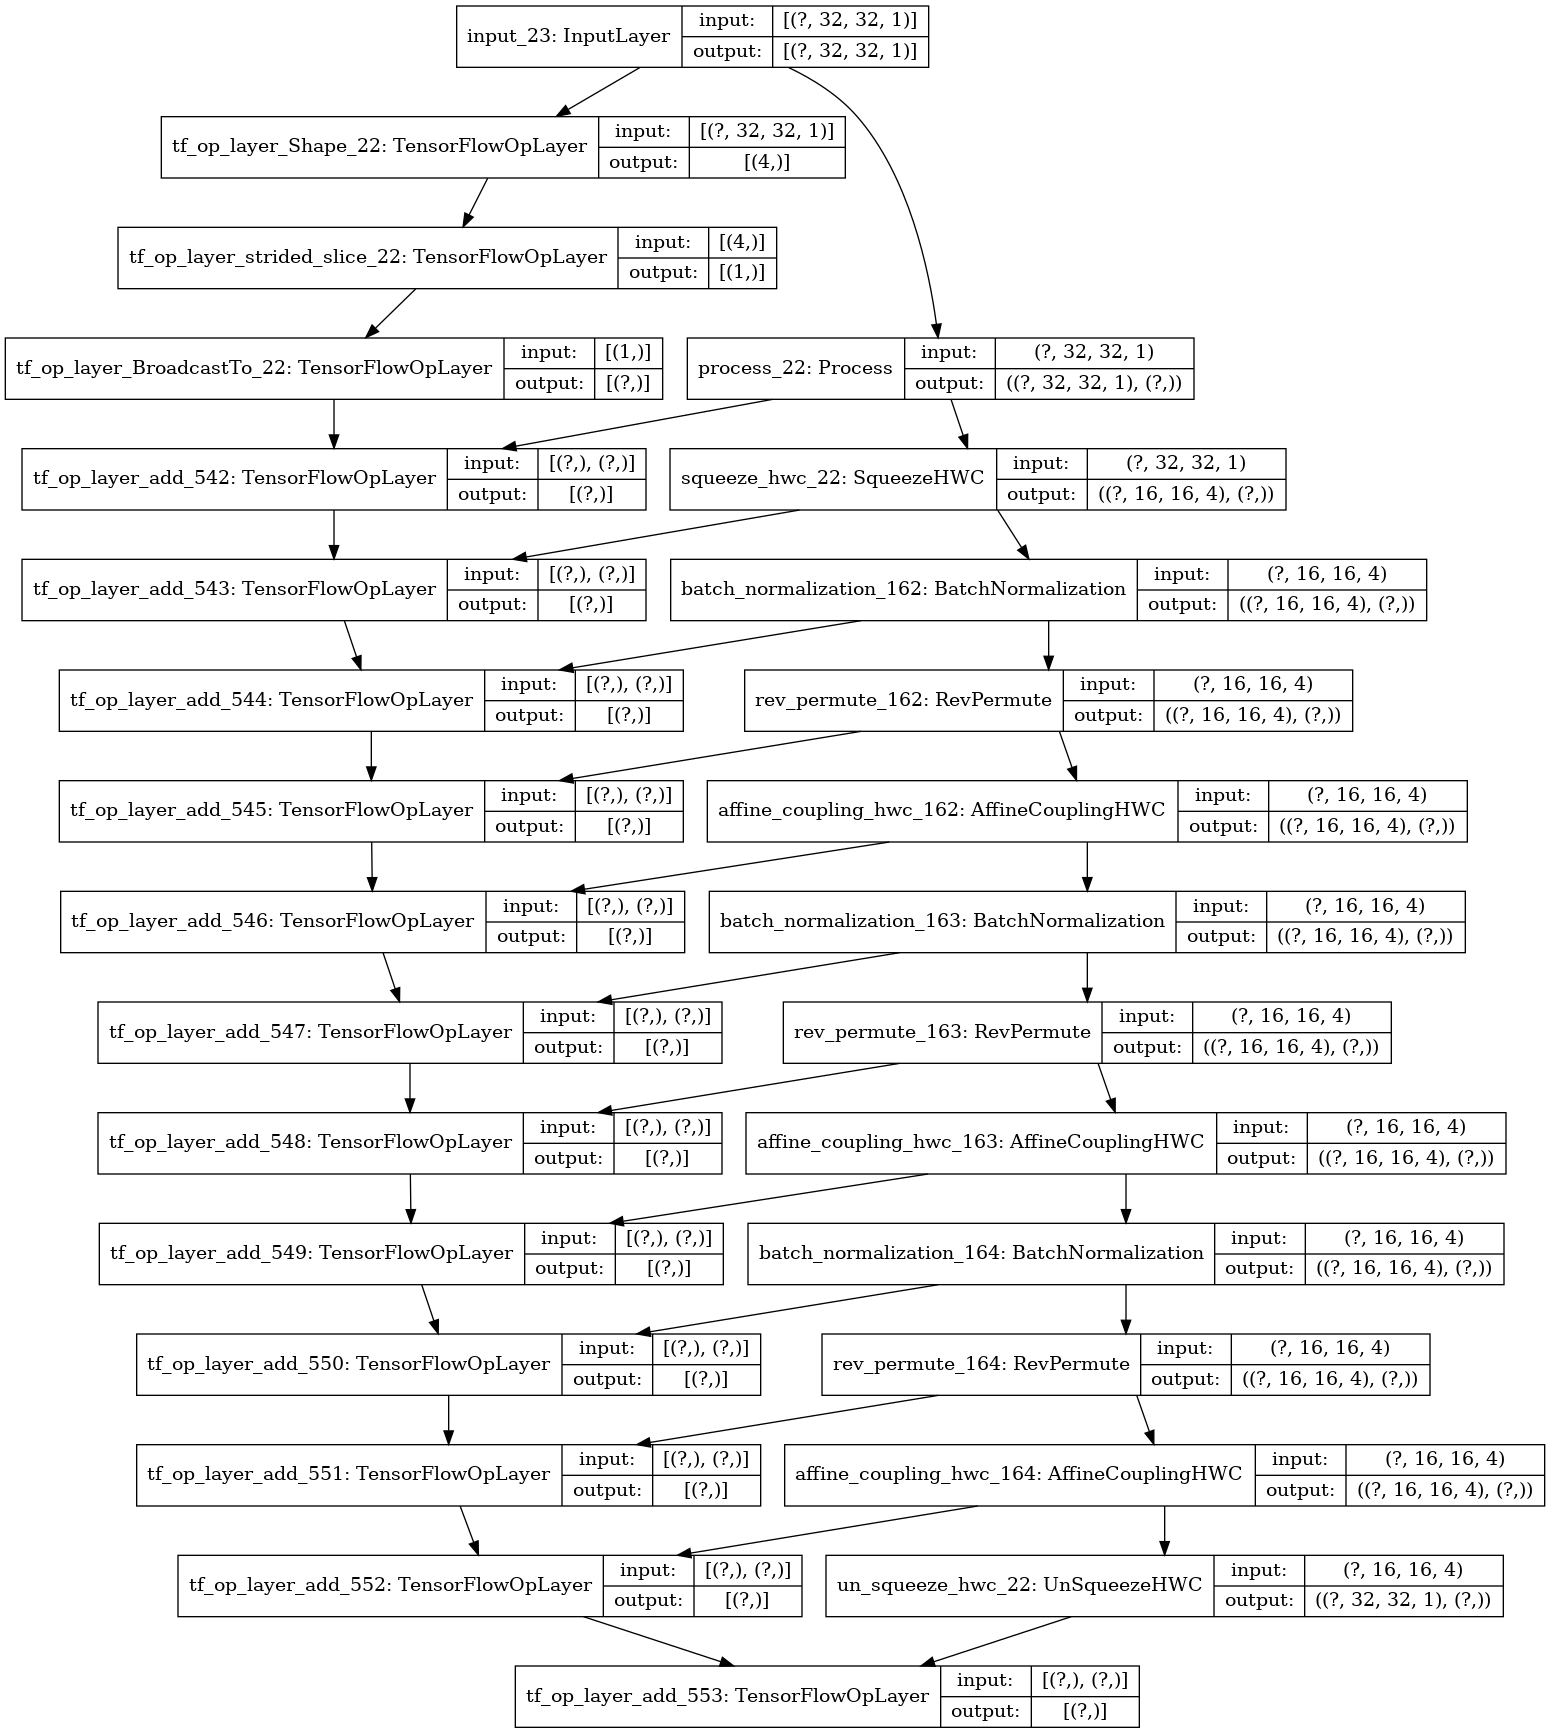 input_23: InputLayer
input: [(?, 32, 32, 1)]
output: [(?, 32, 32, 1)]
tf_op_layer_Shape_22: TensorFlowOpLayer
input: [(?, 32, 32, 1)]
output: [(4,)]
tf_op_layer_strided_slice_22: TensorFlowOpLayer
input: [(4,)]
output: [(1,)]
tf_op_layer_BroadcastTo_22: TensorFlowOpLayer
input: [(1,)]
output: [(?,)]
process_22: Process
input: (?, 32, 32, 1)
output: ((?, 32, 32, 1), (?,))
tf_op_layer_add_542: TensorFlowOpLayer
input: [(?,), (?,)]
output: [(?,)]
squeeze_hwc_22: SqueezeHWC
input: (?, 32, 32, 1)
output: ((?, 16, 16, 4), (?,))
tf_op_layer_add_543: TensorFlowOpLayer
input: [(?,), (?,)]
output: [(?,)]
batch_normalization_162: BatchNormalization
input: (?, 16, 16, 4)
output: ((?, 16, 16, 4), (?,))
tf_op_layer_add_544: TensorFlowOpLayer
input: [(?,), (?,)]
output: [(?,)]
rev_permute_162: RevPermute
input: (?, 16, 16, 4)
output: ((?, 16, 16, 4), (?,))
tf_op_layer_add_545: TensorFlowOpLayer
input: [(?,), (?,)]
output: [(?,)]
affine_coupling_hwc_162: AffineCouplingHWC
input: (?, 16, 16, 4)
output: ((?, 16, 16, 4), (?,))
tf_op_layer_add_546: TensorFlowOpLayer
input: [(?,), (?,)]
output: [(?,)]
batch_normalization_163: BatchNormalization
input: (?, 16, 16, 4)
output: ((?, 16, 16, 4), (?,))
tf_op_layer_add_547: TensorFlowOpLayer
input: [(?,), (?,)]
output: [(?,)]
rev_permute_163: RevPermute
input: (?, 16, 16, 4)
output: ((?, 16, 16, 4), (?,))
tf_op_layer_add_548: TensorFlowOpLayer
input: [(?,), (?,)]
output: [(?,)]
affine_coupling_hwc_163: AffineCouplingHWC
input: (?, 16, 16, 4)
output: ((?, 16, 16, 4), (?,))
tf_op_layer_add_549: TensorFlowOpLayer
input: [(?,), (?,)]
output: [(?,)]
batch_normalization_164: BatchNormalization
input: (?, 16, 16, 4)
output: ((?, 16, 16, 4), (?,))
tf_op_layer_add_550: TensorFlowOpLayer
input: [(?,), (?,)]
output: [(?,)]
rev_permute_164: RevPermute
input: (?, 16, 16, 4)
output: ((?, 16, 16, 4), (?,))
tf_op_layer_add_551: TensorFlowOpLayer
input: [(?,), (?,)]
output: [(?,)]
affine_coupling_hwc_164: AffineCouplingHWC
input: (?, 16, 16, 4)
output: ((?, 16, 16, 4), (?,))
tf_op_layer_add_552: TensorFlowOpLayer
input: [(?,), (?,)]
output: [(?,)]
un_squeeze_hwc_22: UnSqueezeHWC
input: (?, 16, 16, 4)
output: ((?, 32, 32, 1), (?,))
tf_op_layer_add_553: TensorFlowOpLayer
input: [(?,), (?,)]
output: [(?,)]